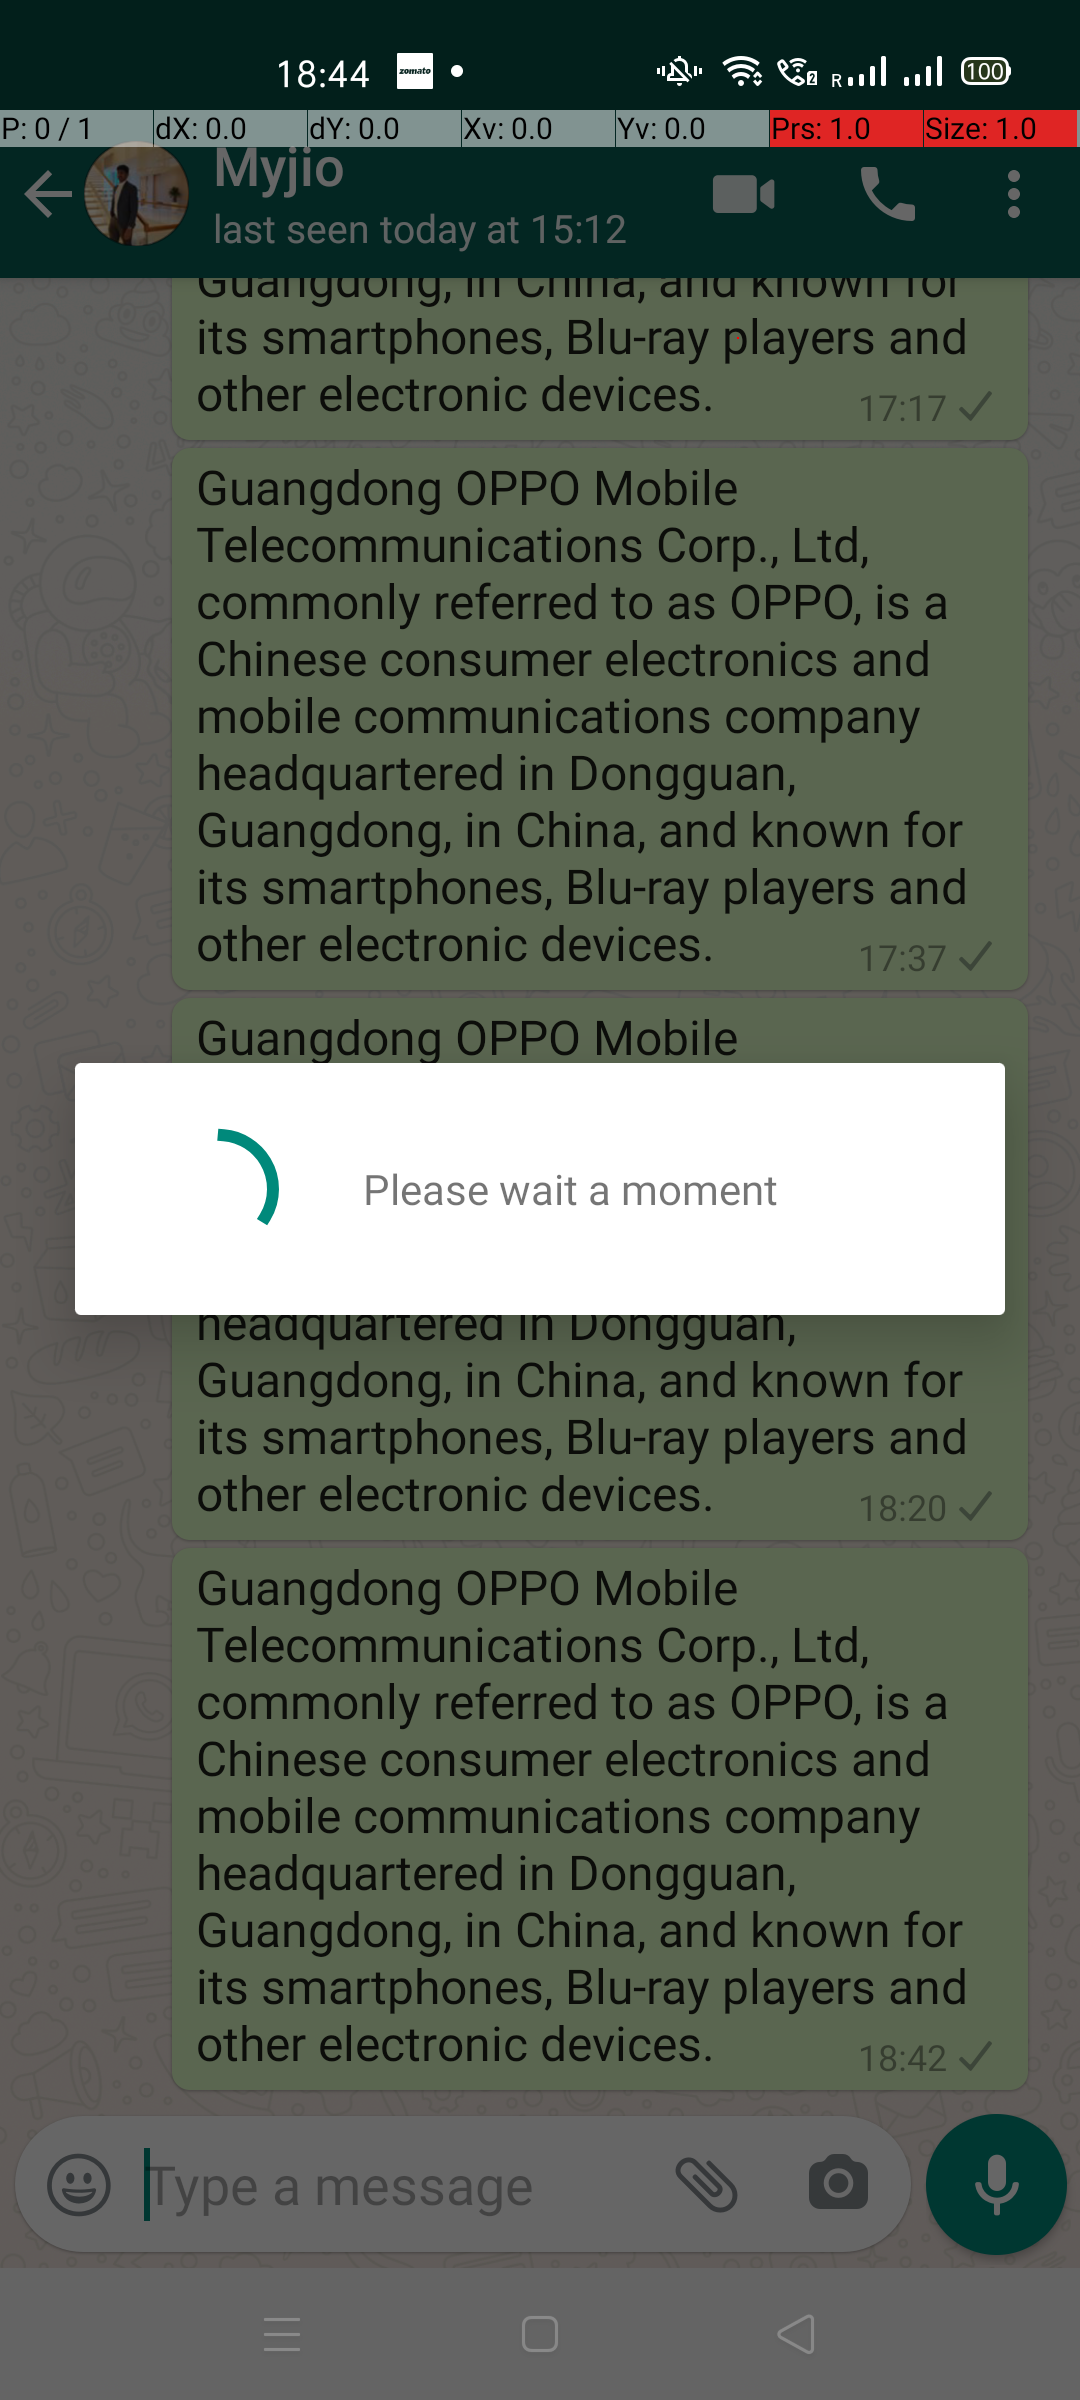 18:44
zomato
2
R
100
P: 0 / 1
dX: 0.0
dY: 0.0
Xv: 0.0
Yv: 0.0
Prs: 1.0
Size: 1.0
Myjio
last seen today at 15:12
Guangdong, in China, and known for
its smartphones, Blu-ray players and
other electronic devices.
17:17
Guangdong OPPO Mobile
Telecommunications Corp., Ltd,
commonly referred to as OPPO, is a
Chinese consumer electronics and
mobile communications company
headquartered in Dongguan,
Guangdong, in China, and known for
its smartphones, Blu-ray players and
other electronic devices.
17:37
Guangdong OPPO Mobile
Please wait a moment
headquartered in Dongguan,
Guangdong, in China, and known for
its smartphones, Blu-ray players and
other electronic devices.
18:20
Guangdong OPPO Mobile
Telecommunications Corp., Ltd,
commonly referred to as OPPO, is a
Chinese consumer electronics and
mobile communications company
headquartered in Dongguan,
Guangdong, in China, and known for
its smartphones, Blu-ray players and
other electronic devices.
18:42
Type a message